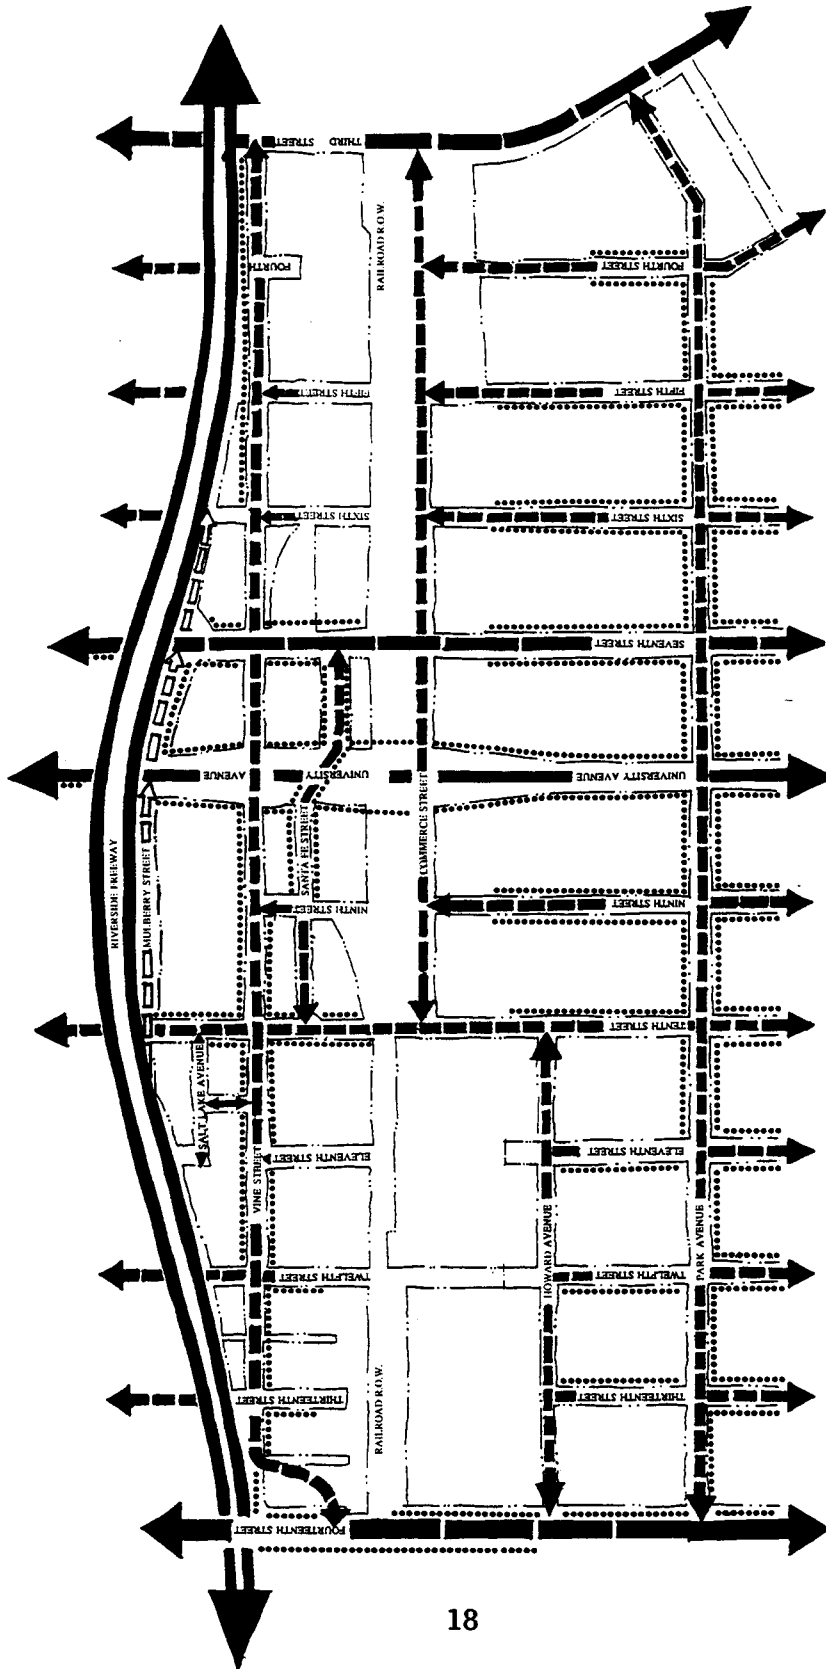 THIRD STREET
RAILROAD R.O.W.
FOURTH
FOURTH STREET
FIFTH STREET
FIFTH STREET
SIXTH STREET
SIXTH STREET
SEVENTH STREET
UNIVERSITY AVENUE
UNIVERSITY AVENUE
UNIVERSITY AVENUE
RIVERSIDE FREEWAY
MULBERRY STREET
SANTA FE STREET
COMMERCE STREET
NINTH STREET
NINTH STREET
TENTH STREET
SALT LAKE AVENUE
VINE STREET
ELEVENTH STREET
ELEVENTH STREET
HOWARD AVENUE
PARK AVENUE
TWELFTH STREET
TWELFTH STREET
THIRTEENTH STREET
THIRTEENTH STREET
RAILROAD R.O.W.
FOURTEENTH STREET
18